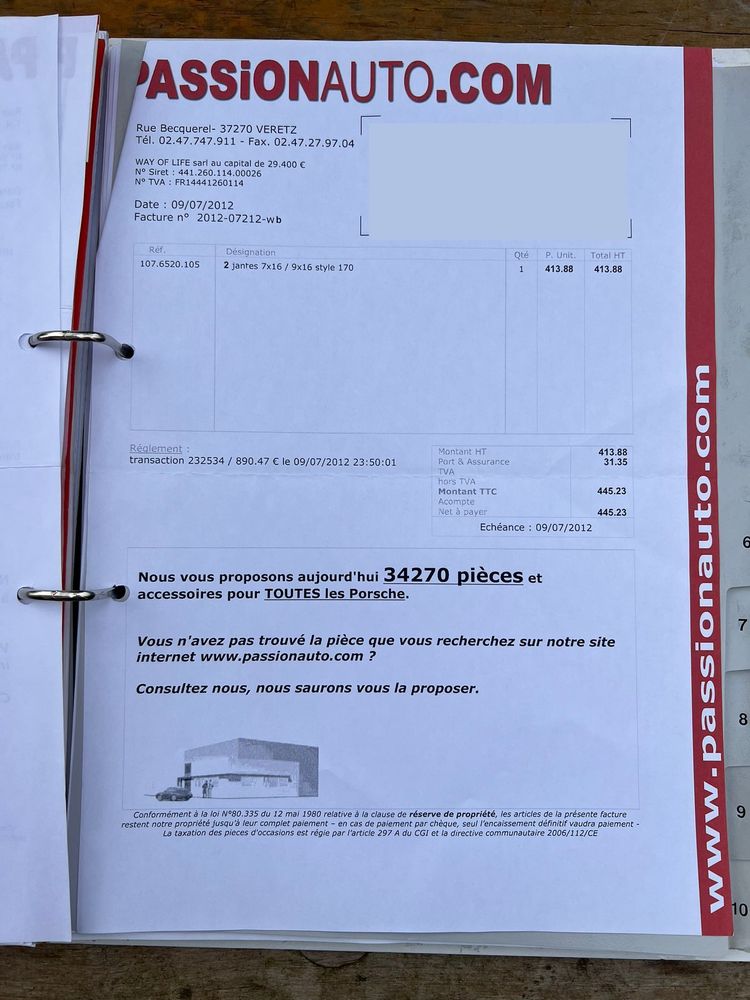 PASSiONAUTO.COM
Rue Becquerel- 37270 VERETZ
Tél. 02.47.747.911 - Fax. 02.47.27.97.04
WAY OF LIFE sarl au capital de 29.400 €
N° Siret : 441.260.114.00026
N° TVA : FR14441260114
Date : 09/07/2012
Facture n° 2012-07212-wb
Réf. Désignation Qté P. Unit. Total HT
107.6520.105 2 jantes 7x16 / 9x16 style 170 1 413.88 413.88
Réglement :
transaction 232534 / 890.47 € le 09/07/2012 23:50:01
Montant HT 413.88
Port & Assurance 31.35
TVA
hors TVA
Montant TTC 445.23
Acompte
Net à payer 445.23
Echéance : 09/07/2012
Nous vous proposons aujourd'hui 34270 pièces et
accessoires pour TOUTES les Porsche.
Vous n'avez pas trouvé la pièce que vous recherchez sur notre site
internet www.passionauto.com ?
Consultez nous, nous saurons vous la proposer.
Conformément à la loi N°80.335 du 12 mai 1980 relative à la clause de réserve de propriété, les articles de la présente facture
restent notre propriété jusqu'à leur complet paiement – en cas de paiement par chèque, seul l'encaissement définitif vaudra paiement -
La taxation des pieces d'occasions est régie par l'article 297 A du CGI et la directive communautaire 2006/112/CE
www.passionauto.com
6
7
8
9
10